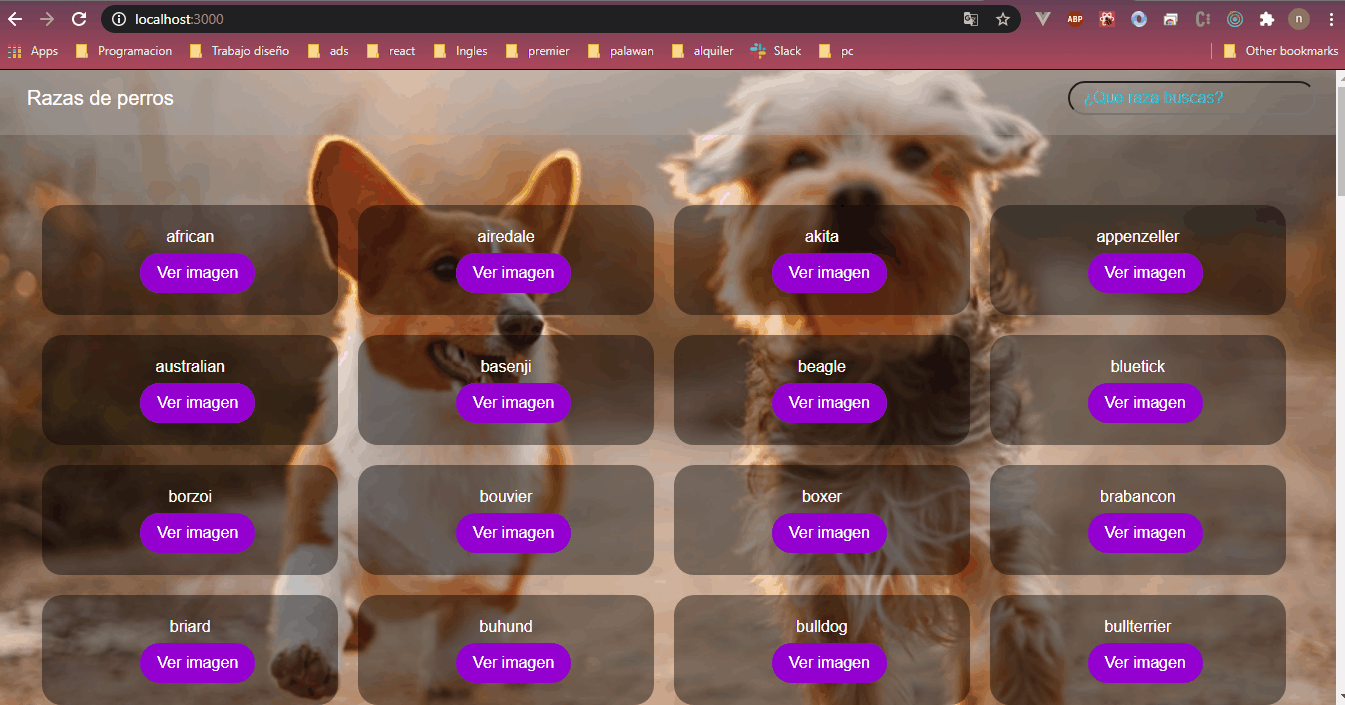 localhost:3000
ABP
n
Apps Programacion Trabajo diseño ads react Ingles premier palawan alquiler Slack pc Other bookmarks
Razas de perros
¿Que raza buscas?
african airedale akita appenzeller
Ver imagen Ver imagen Ver imagen Ver imagen
australian basenji beagle bluetick
Ver imagen Ver imagen Ver imagen Ver imagen
borzoi bouvier boxer brabancon
Ver imagen Ver imagen Ver imagen Ver imagen
briard buhund bulldog bullterrier
Ver imagen Ver imagen Ver imagen Ver imagen